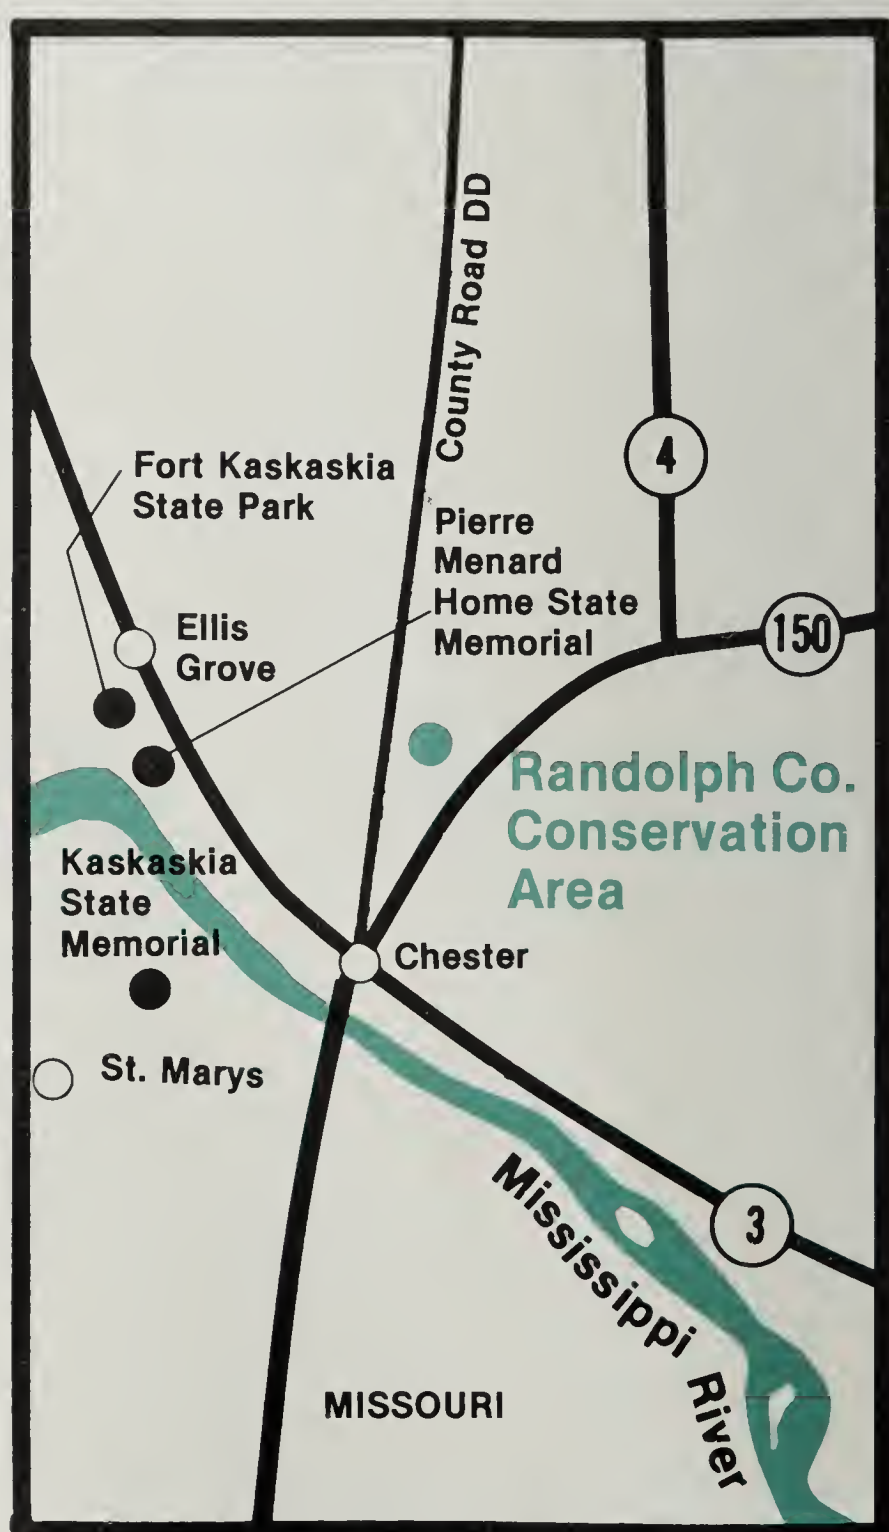 County Road DD
4
Fort Kaskaskia
State Park
Pierre
Menard
Home State
Memorial
150
Ellis
Grove
Randolph Co.
Conservation
Area
Kaskaskia
State
Memorial
Chester
St. Marys
Mississippi River
3
MISSOURI